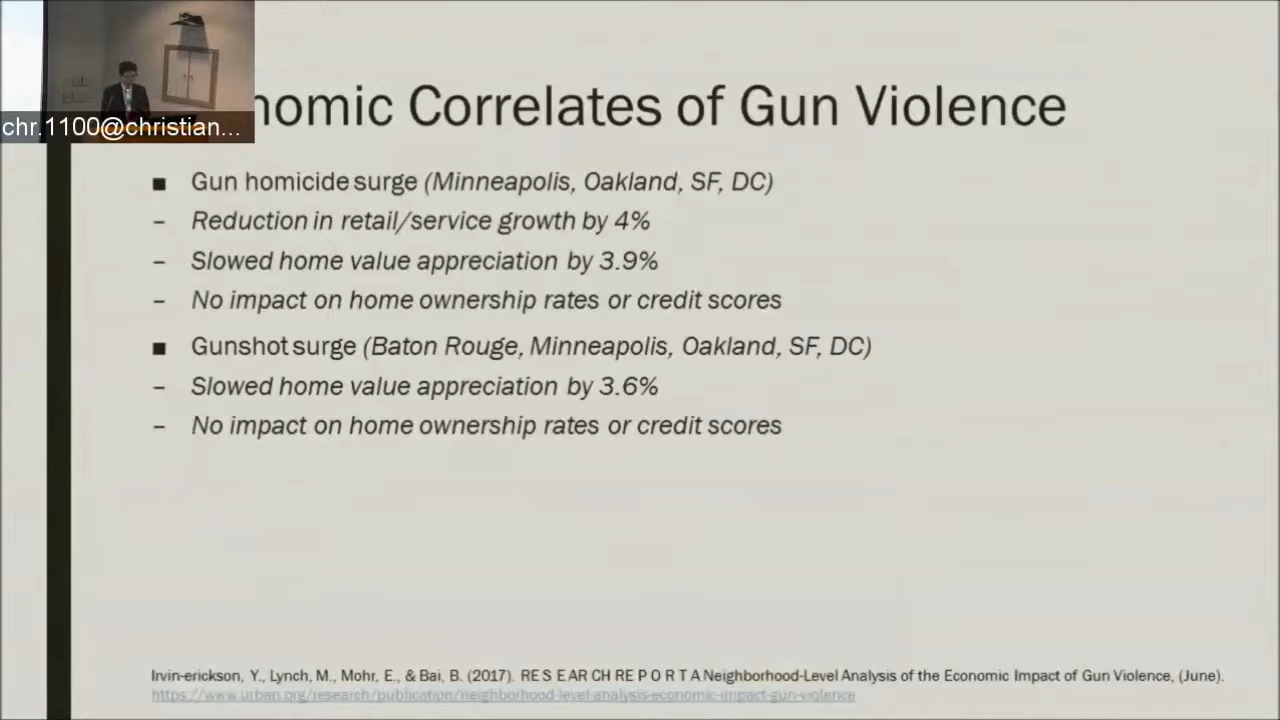 nomic Correlates of Gun Violence
chr.1100@christian...
■ Gun homicide surge (Minneapolis, Oakland, SF, DC)
– Reduction in retail/service growth by 4%
– Slowed home value appreciation by 3.9%
– No impact on home ownership rates or credit scores
■ Gunshot surge (Baton Rouge, Minneapolis, Oakland, SF, DC)
– Slowed home value appreciation by 3.6%
– No impact on home ownership rates or credit scores
Irvin-erickson, Y., Lynch, M., Mohr, E., & Bai, B. (2017). RE S E AR CH RE P O R T A Neighborhood-Level Analysis of the Economic Impact of Gun Violence, (June).
https://www.urban.org/research/publication/neighborhood-level-analysis-economic-impact-gun-violence